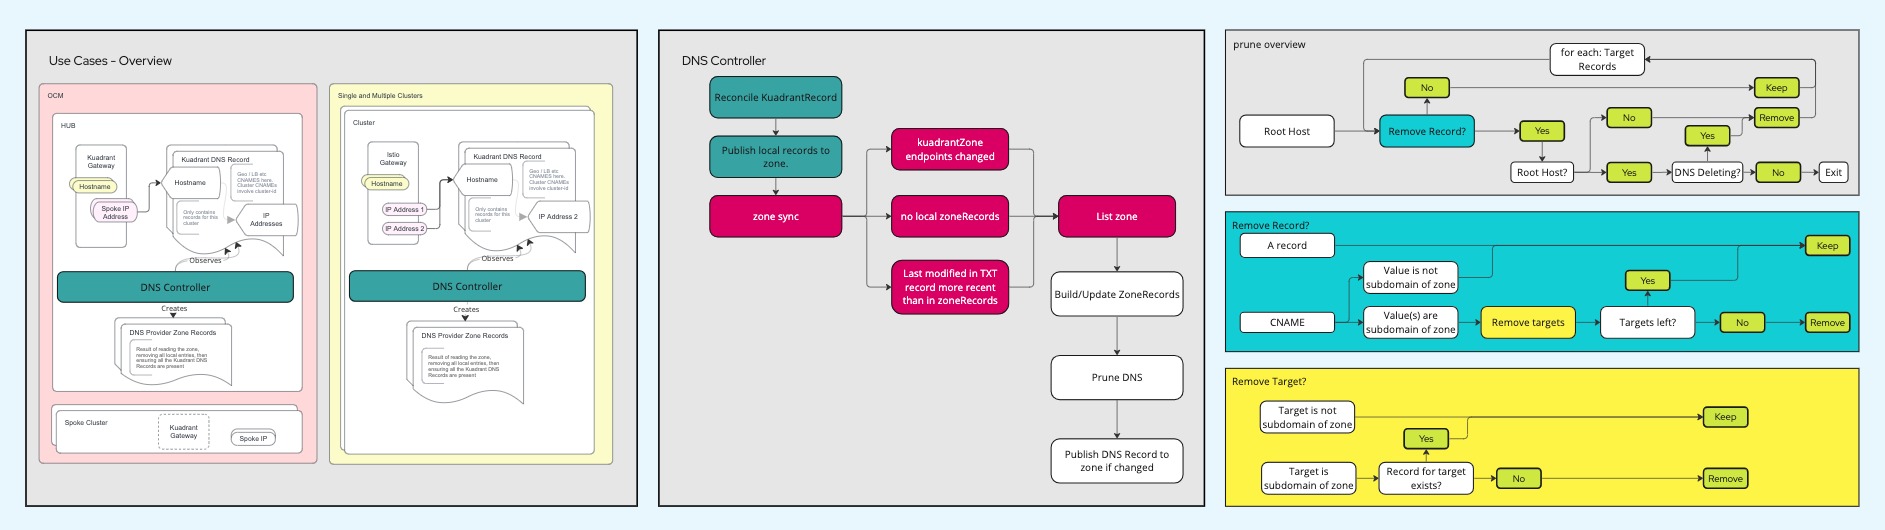 Use Cases - Overview
OCM
HUB
Kuadrant
Gateway
Hostname
Spoke IP
Address
Kuadrant DNS Record
Hostname
Geo / LB etc
CNAMES here.
Cluster CNAMEs
involve cluster-id
Only contains
records for this
cluster
IP
Addresses
Observes
DNS Controller
Creates
DNS Provider Zone Records
Result of reading the zone,
removing all local entries, then
ensuring all the Kuadrant DNS
Records are present
Spoke Cluster
Kuadrant
Gateway
Spoke IP
Single and Multiple Clusters
Cluster
Istio
Gateway
Hostname
IP Address 1
IP Address 2
Kuadrant DNS Record
Hostname
Geo / LB etc
CNAMES here.
Cluster CNAMEs
involve cluster-id
Only contains
records for this
cluster
IP Address 2
Observes
DNS Controller
Creates
DNS Provider Zone Records
Result of reading the zone,
removing all local entries, then
ensuring all the Kuadrant DNS
Records are present
DNS Controller
Reconcile KuadrantRecord
Publish local records to
zone.
zone sync
kuadrantZone
endpoints changed
no local zoneRecords
Last modified in TXT
record more recent
than in zoneRecords
List zone
Build/Update ZoneRecords
Prune DNS
Publish DNS Record to
zone if changed
prune overview
for each: Target
Records
No
Keep
Root Host
Remove Record?
Yes
No
Remove
Yes
Root Host?
Yes
DNS Deleting?
No
Exit
Remove Record?
A record
Keep
Value is not
subdomain of zone
Yes
CNAME
Value(s) are
subdomain of zone
Remove targets
Targets left?
No
Remove
Remove Target?
Target is not
subdomain of zone
Keep
Yes
Target is
subdomain of zone
Record for target
exists?
No
Remove